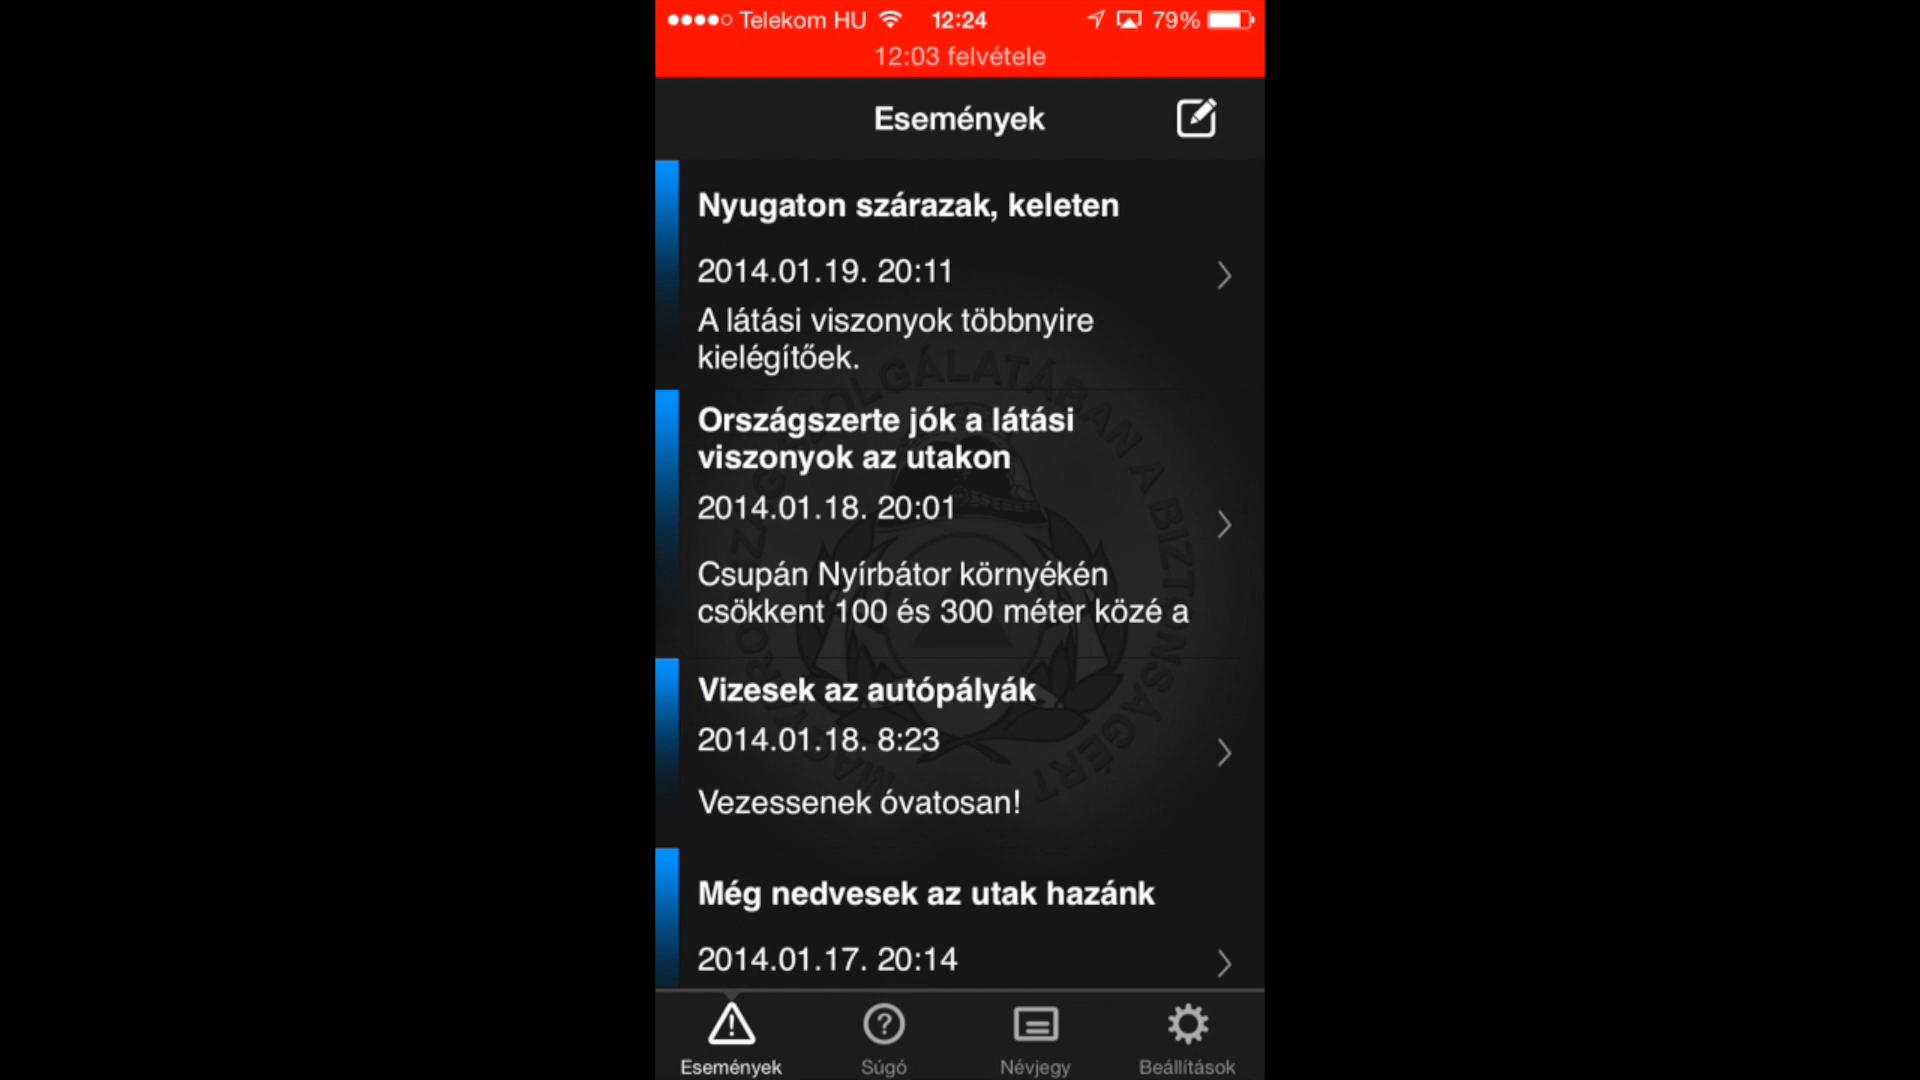 Telekom HU 12:24 79%
12:03 felvétele
Események
Nyugaton szárazak, keleten
2014.01.19. 20:11
A látási viszonyok többnyire
kielégítőek.
Országszerte jók a látási
viszonyok az utakon
2014.01.18. 20:01
Csupán Nyírbátor környékén
csökkent 100 és 300 méter közé a
Vizesek az autópályák
2014.01.18. 8:23
Vezessenek óvatosan!
Még nedvesek az utak hazánk
2014.01.17. 20:14
Események Súgó Névjegy Beállítások
MAGYARORSZÁG SZOLGÁLATÁBAN A BIZTONSÁGÉRT